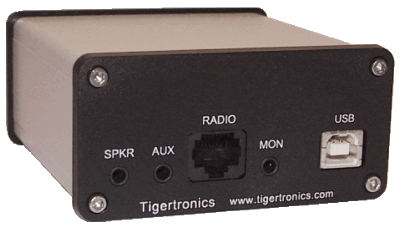 RADIO
USB
SPKR AUX MON
Tigertronics www.tigertronics.com